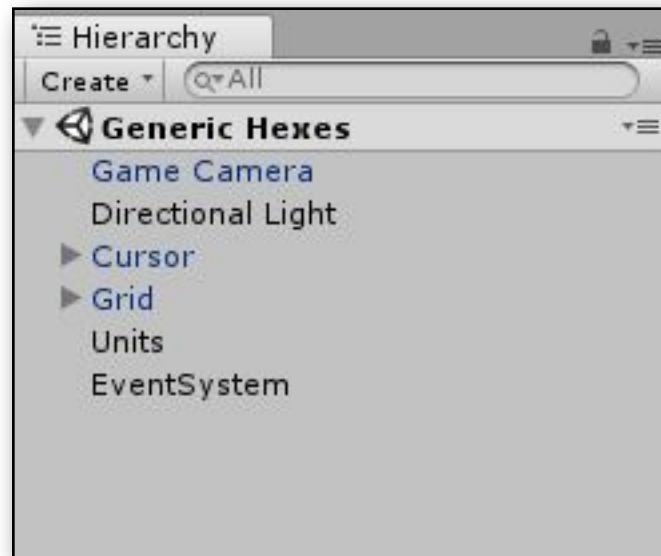 Hierarchy
Create All
Generic Hexes
Game Camera
Directional Light
Cursor
Grid
Units
EventSystem